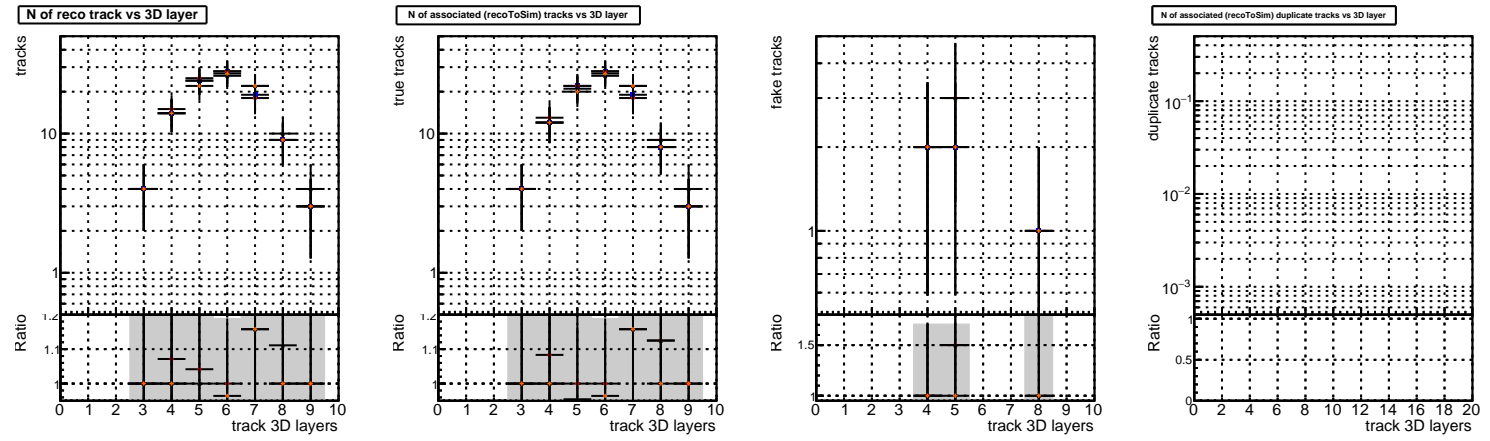 N of reco track vs 3D layer
tracks
10
1
Ratio
1.2
1.1
1
0 1 2 3 4 5 6 7 8 9 10
track 3D layers
N of associated (recoToSim) tracks vs 3D layer
true tracks
10
1
Ratio
1.2
1.1
1
0 1 2 3 4 5 6 7 8 9 10
track 3D layers
fake tracks
1
Ratio
1.5
1
0 1 2 3 4 5 6 7 8 9 10
track 3D layers
N of associated (recoToSim) duplicate tracks vs 3D layer
duplicate tracks
10⁻¹
10⁻²
10⁻³
Ratio
1
0.5
0
0 2 4 6 8 10 12 14 16 18 20
track 3D layers